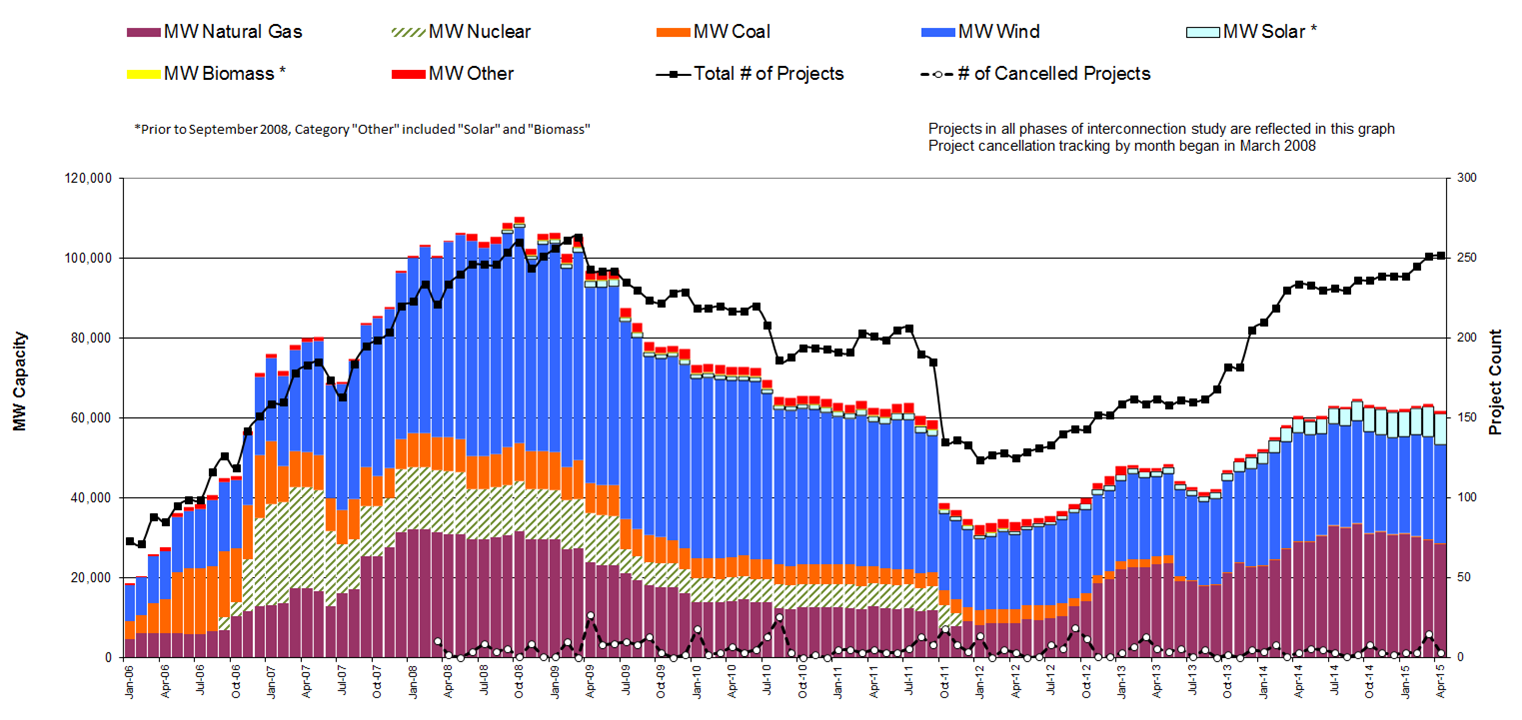 MW Natural Gas MW Nuclear MW Coal MW Wind MW Solar *
MW Biomass * MW Other Total # of Projects # of Cancelled Projects
*Prior to September 2008, Category "Other" included "Solar" and "Biomass"
Projects in all phases of interconnection study are reflected in this graph
Project cancellation tracking by month began in March 2008
120,000 300
100,000 250
80,000 200
60,000 150
40,000 100
20,000 50
0 0
MW Capacity
Project Count
Jan-06 Apr-06 Jul-06 Oct-06 Jan-07 Apr-07 Jul-07 Oct-07 Jan-08 Apr-08 Jul-08 Oct-08 Jan-09 Apr-09 Jul-09 Oct-09 Jan-10 Apr-10 Jul-10 Oct-10 Jan-11 Apr-11 Jul-11 Oct-11 Jan-12 Apr-12 Jul-12 Oct-12 Jan-13 Apr-13 Jul-13 Oct-13 Jan-14 Apr-14 Jul-14 Oct-14 Jan-15 Apr-15